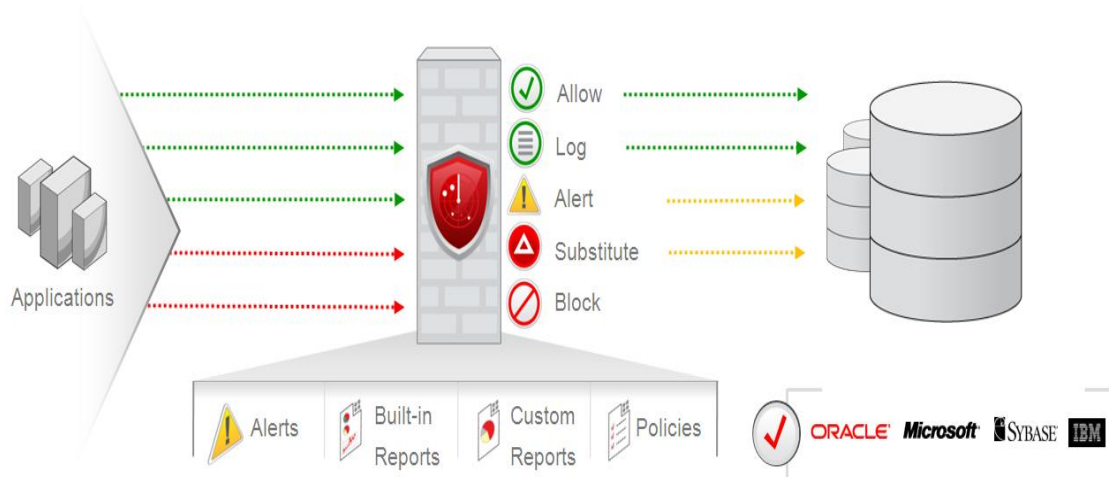 Applications
Allow
Log
Alert
Substitute
Block
Alerts
Built-in
Reports
Custom
Reports
Policies
ORACLE Microsoft SYBASE IBM